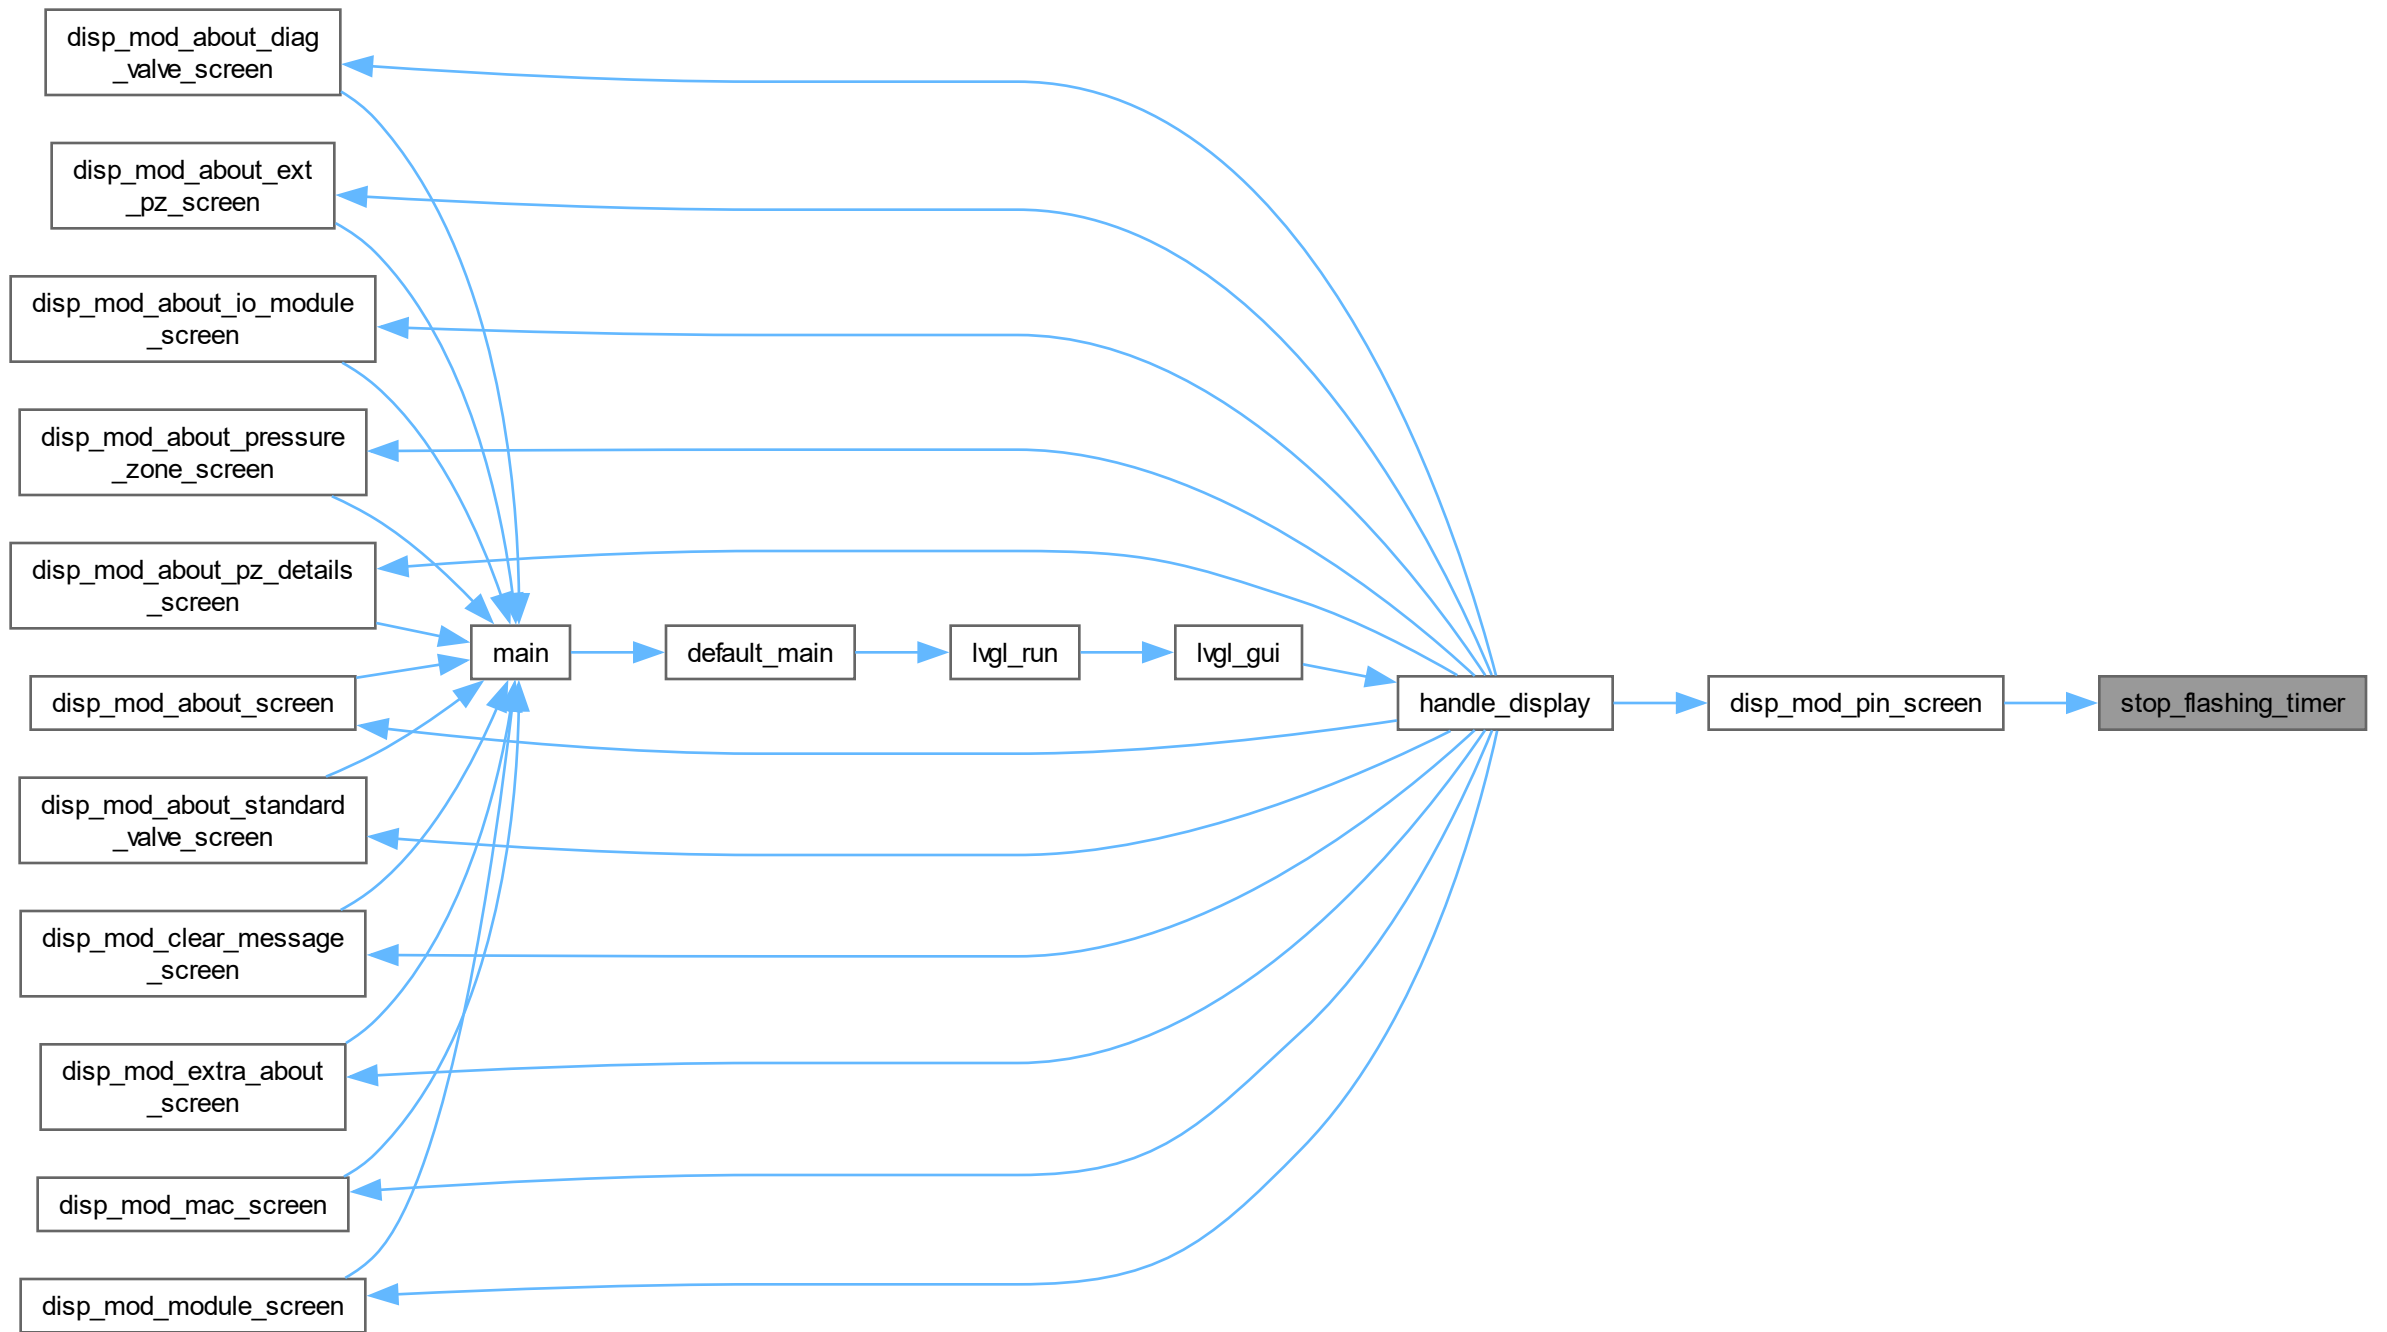 disp_mod_about_diag
_valve_screen
disp_mod_about_ext
_pz_screen
disp_mod_about_io_module
_screen
disp_mod_about_pressure
_zone_screen
disp_mod_about_pz_details
_screen
disp_mod_about_screen
disp_mod_about_standard
_valve_screen
disp_mod_clear_message
_screen
disp_mod_extra_about
_screen
disp_mod_mac_screen
disp_mod_module_screen
main
default_main
lvgl_run
lvgl_gui
handle_display
disp_mod_pin_screen
stop_flashing_timer